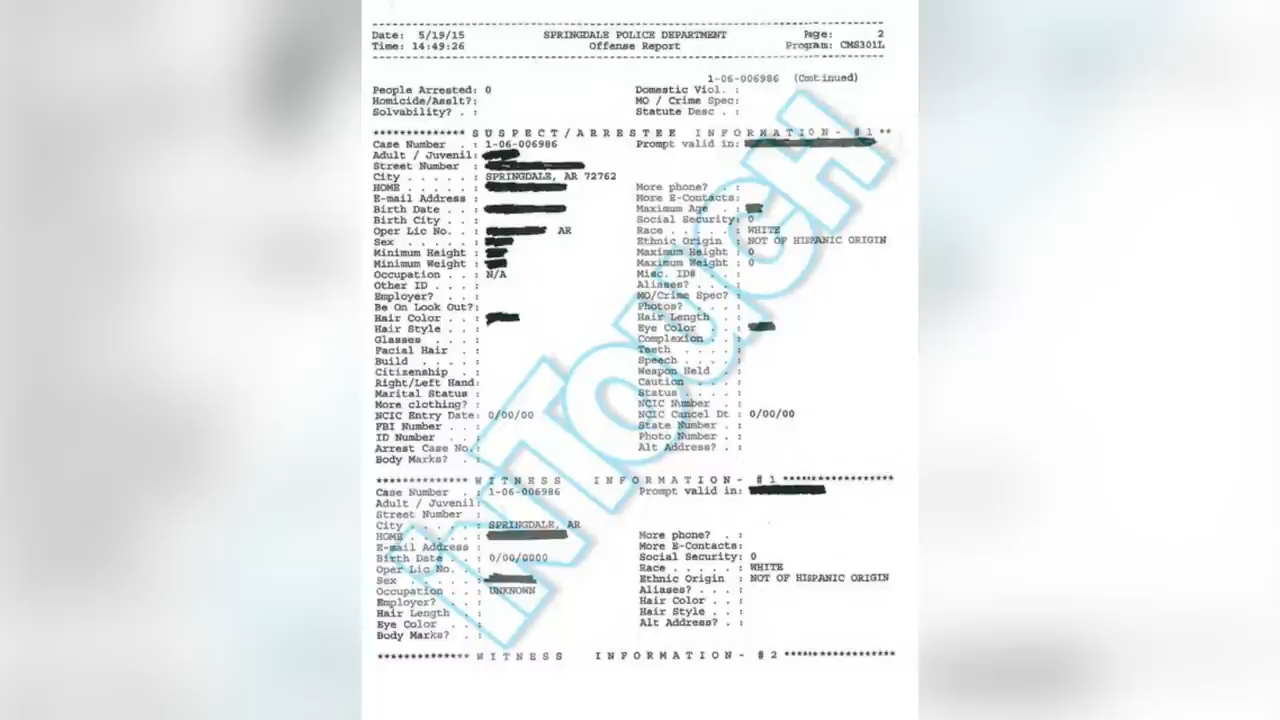 Date: 5/19/15 SPRINGDALE POLICE DEPARTMENT Page: 2
Time: 14:49:26 Offense Report Program: CMS301L
1-06-006986 (Continued)
People Arrested: 0 Domestic Viol. :
Homicide/Asslt?: MO / Crime Spec:
Solvability? . : Statute Desc . :
************** SUSPECT/ARRESTEE INFORMATION- #1 **
Case Number . : 1-06-006986 Prompt valid in:
Adult / Juvenil:
Street Number :
City . . . . . : SPRINGDALE, AR 72762
HOME . . . . . : More phone? . :
E-mail Address : More E-Contacts:
Birth Date . . : Maximum Age . :
Birth City . . : Social Security: 0
Oper Lic No. . : AR Race . . . . . : WHITE
Sex . . . . . : Ethnic Origin : NOT OF HISPANIC ORIGIN
Minimum Height : Maximum Height : 0
Minimum Weight : Maximum Weight : 0
Occupation . . : N/A Misc. ID# . . :
Other ID . . . : Aliases? . . . :
Employer? . . : MO/Crime Spec? :
Be On Look Out?: Photos? . . . :
Hair Color . . : Hair Length . :
Hair Style . . : Eye Color . . :
Glasses . . . : Complexion . . :
Facial Hair . : Teeth . . . . :
Build . . . . : Speech . . . . :
Citizenship . : Weapon Held . :
Right/Left Hand: Caution . . . :
Marital Status : Status . . . . :
More clothing? : NCIC Number . :
NCIC Entry Date: 0/00/00 NCIC Cancel Dt : 0/00/00
FBI Number . . : State Number . :
ID Number . . : Photo Number . :
Arrest Case No.: Alt Address? . :
Body Marks? . :
************** WITNESS INFORMATION- #1 *****************
Case Number . : 1-06-006986 Prompt valid in:
Adult / Juvenil:
Street Number :
City . . . . . : SPRINGDALE, AR
HOME . . . . . : More phone? . :
E-mail Address : More E-Contacts:
Birth Date . . : 0/00/0000 Social Security: 0
Oper Lic No. . : Race . . . . . : WHITE
Sex . . . . . : Ethnic Origin : NOT OF HISPANIC ORIGIN
Occupation . . : UNKNOWN Aliases? . . . :
Employer? . . : Hair Color . . :
Hair Length . : Hair Style . . :
Eye Color . . : Alt Address? . :
Body Marks? . :
************** WITNESS INFORMATION- #2 *****************
INTOUCH